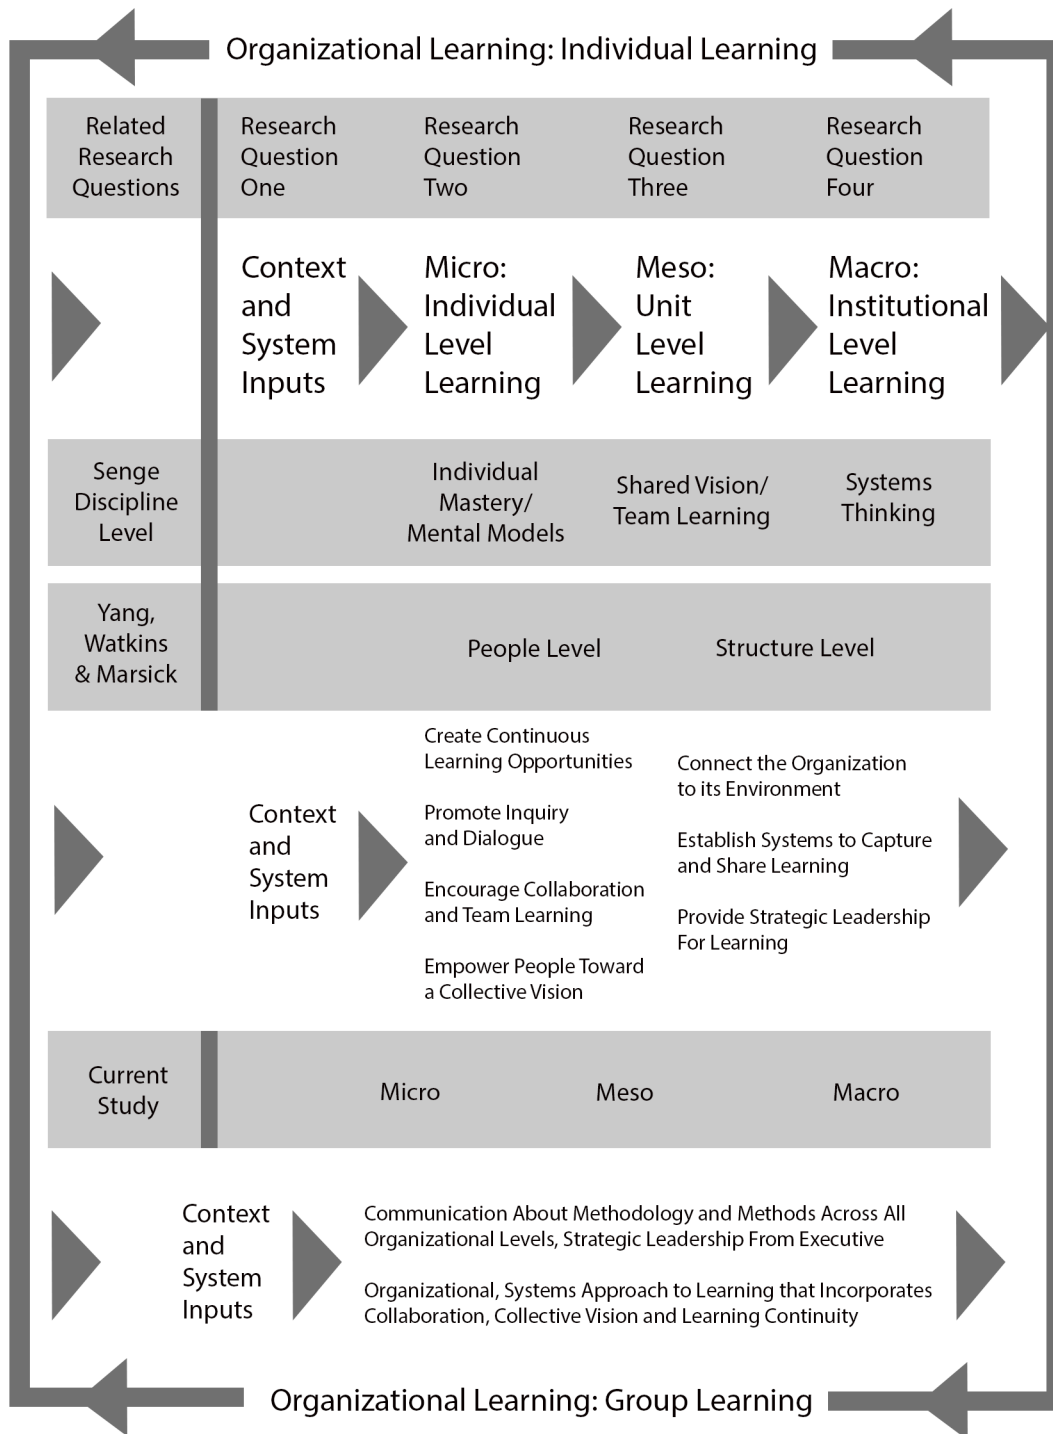 Organizational Learning: Individual Learning
Related
Research
Questions
Research
Question
One
Research
Question
Two
Research
Question
Three
Research
Question
Four
Context
and
System
Inputs
Micro:
Individual
Level
Learning
Meso:
Unit
Level
Learning
Macro:
Institutional
Level
Learning
Senge
Discipline
Level
Individual
Mastery/
Mental Models
Shared Vision/
Team Learning
Systems
Thinking
Yang,
Watkins
& Marsick
People Level
Structure Level
Context
and
System
Inputs
Create Continuous
Learning Opportunities
Promote Inquiry
and Dialogue
Encourage Collaboration
and Team Learning
Empower People Toward
a Collective Vision
Connect the Organization
to its Environment
Establish Systems to Capture
and Share Learning
Provide Strategic Leadership
For Learning
Current
Study
Micro
Meso
Macro
Context
and
System
Inputs
Communication About Methodology and Methods Across All
Organizational Levels, Strategic Leadership From Executive
Organizational, Systems Approach to Learning that Incorporates
Collaboration, Collective Vision and Learning Continuity
Organizational Learning: Group Learning